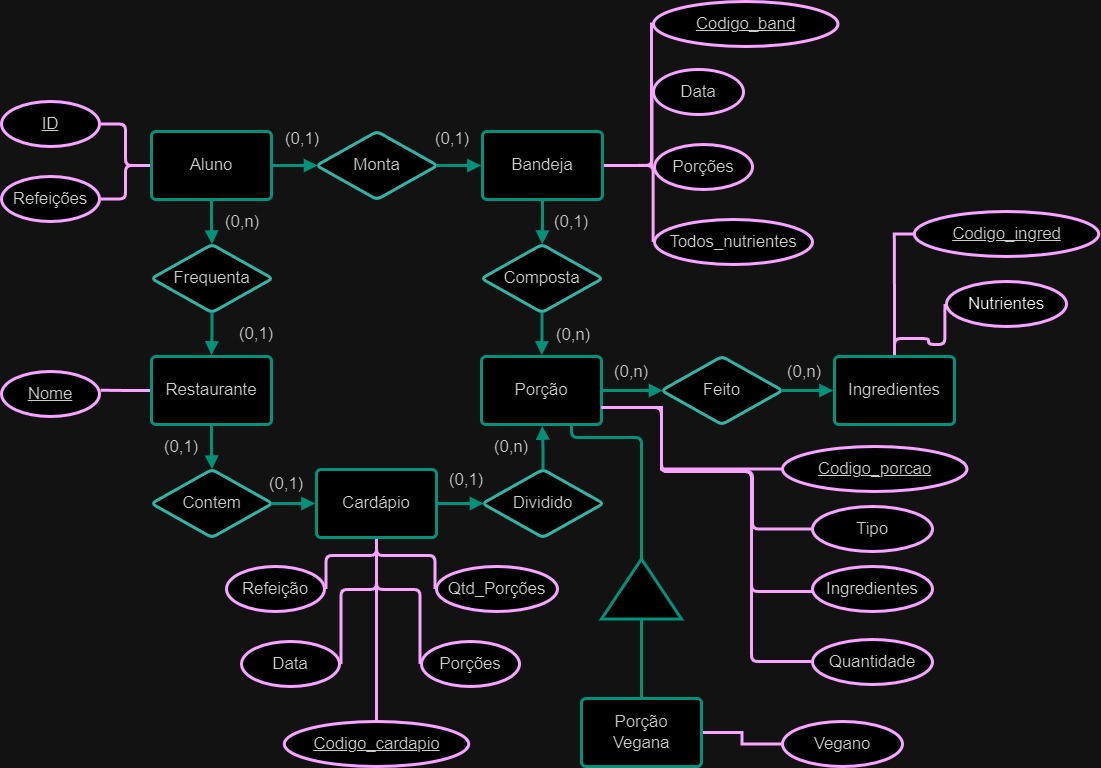 Codigo_band
Data
ID
(0,1)
(0,1)
Aluno
Monta
Bandeja
Porções
Refeições
(0,n)
(0,1)
Todos_nutrientes
Codigo_ingred
Frequenta
Composta
Nutrientes
(0,1)
(0,n)
Nome
Restaurante
Porção
(0,n)
Feito
(0,n)
Ingredientes
(0,1)
(0,n)
Codigo_porcao
(0,1)
(0,1)
Contem
Cardápio
Dividido
Tipo
Refeição
Qtd_Porções
Ingredientes
Data
Porções
Quantidade
Porção
Vegana
Codigo_cardapio
Vegano